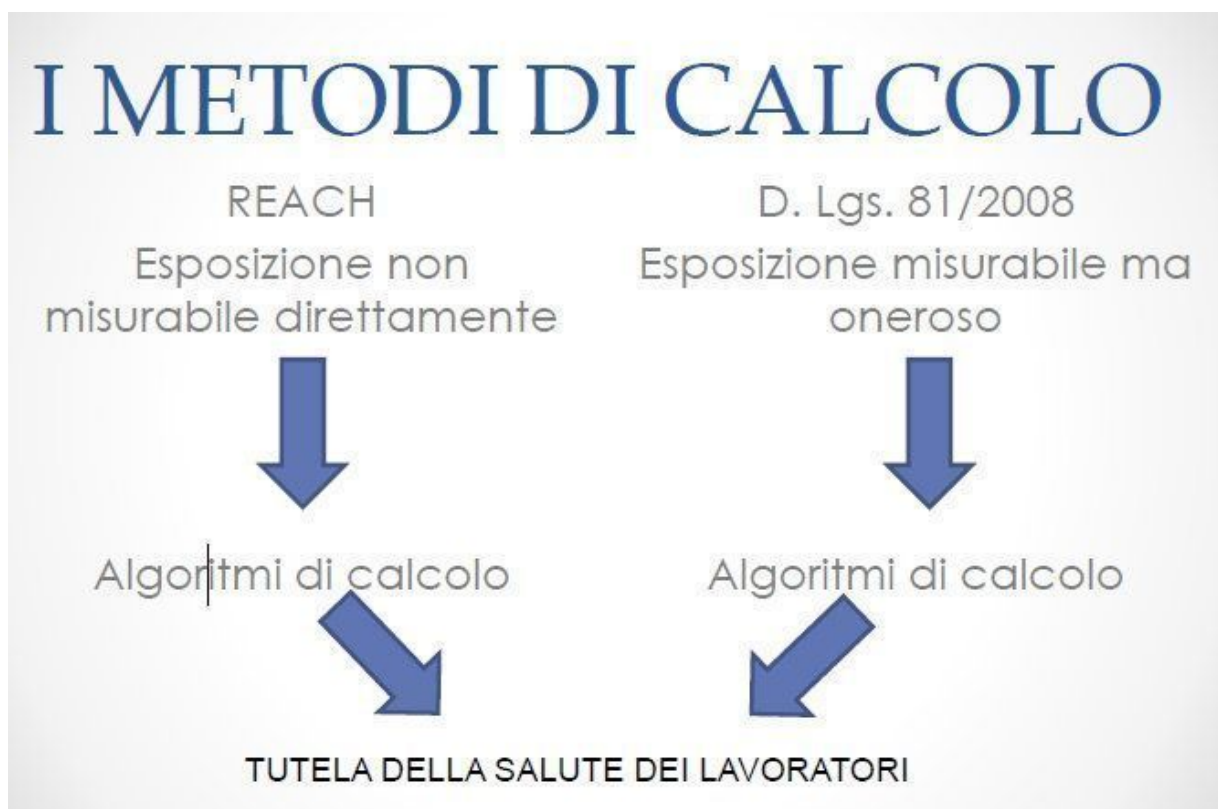 I METODI DI CALCOLO
REACH
Esposizione non
misurabile direttamente
Algoritmi di calcolo
D. Lgs. 81/2008
Esposizione misurabile ma
oneroso
Algoritmi di calcolo
TUTELA DELLA SALUTE DEI LAVORATORI